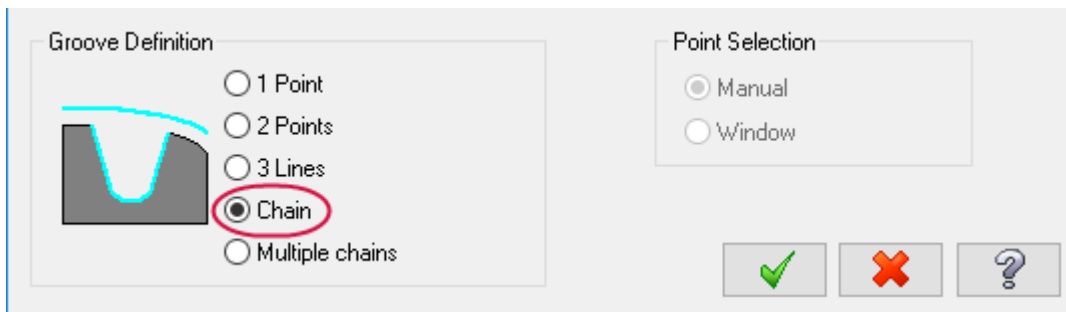 Groove Definition
1 Point
2 Points
3 Lines
Chain
Multiple chains
Point Selection
Manual
Window
?